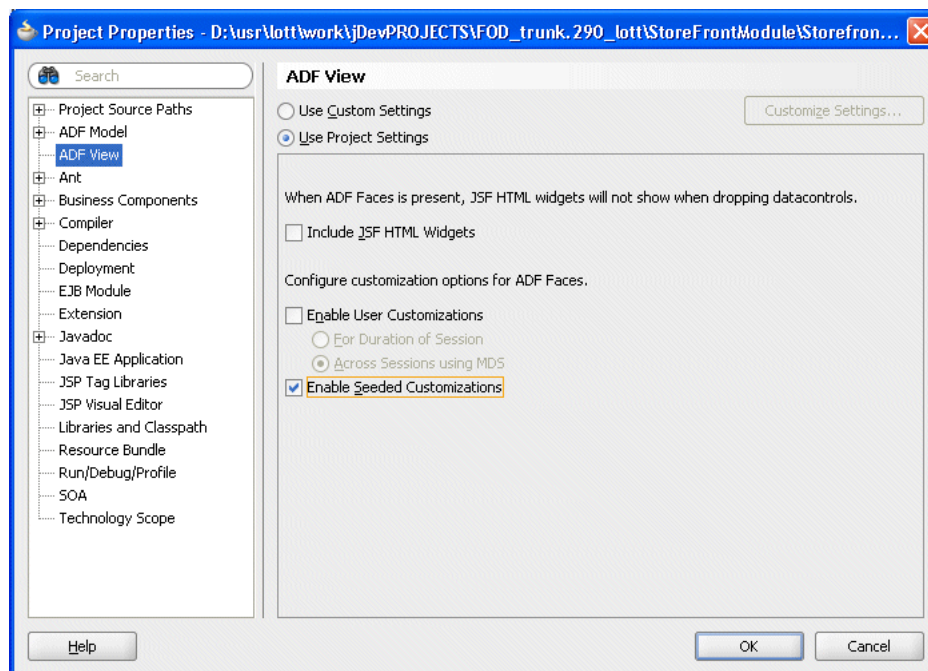 Project Properties - D:\usr\lott\work\jDevPROJECTS\FOD_trunk.290_lott\StoreFrontModule\Storefron...
Search
Project Source Paths
ADF Model
ADF View
Ant
Business Components
Compiler
Dependencies
Deployment
EJB Module
Extension
Javadoc
Java EE Application
JSP Tag Libraries
JSP Visual Editor
Libraries and Classpath
Resource Bundle
Run/Debug/Profile
SOA
Technology Scope
ADF View
Use Custom Settings
Customize Settings...
Use Project Settings
When ADF Faces is present, JSF HTML widgets will not show when dropping datacontrols.
Include JSF HTML Widgets
Configure customization options for ADF Faces.
Enable User Customizations
For Duration of Session
Across Sessions using MDS
Enable Seeded Customizations
Help
OK
Cancel